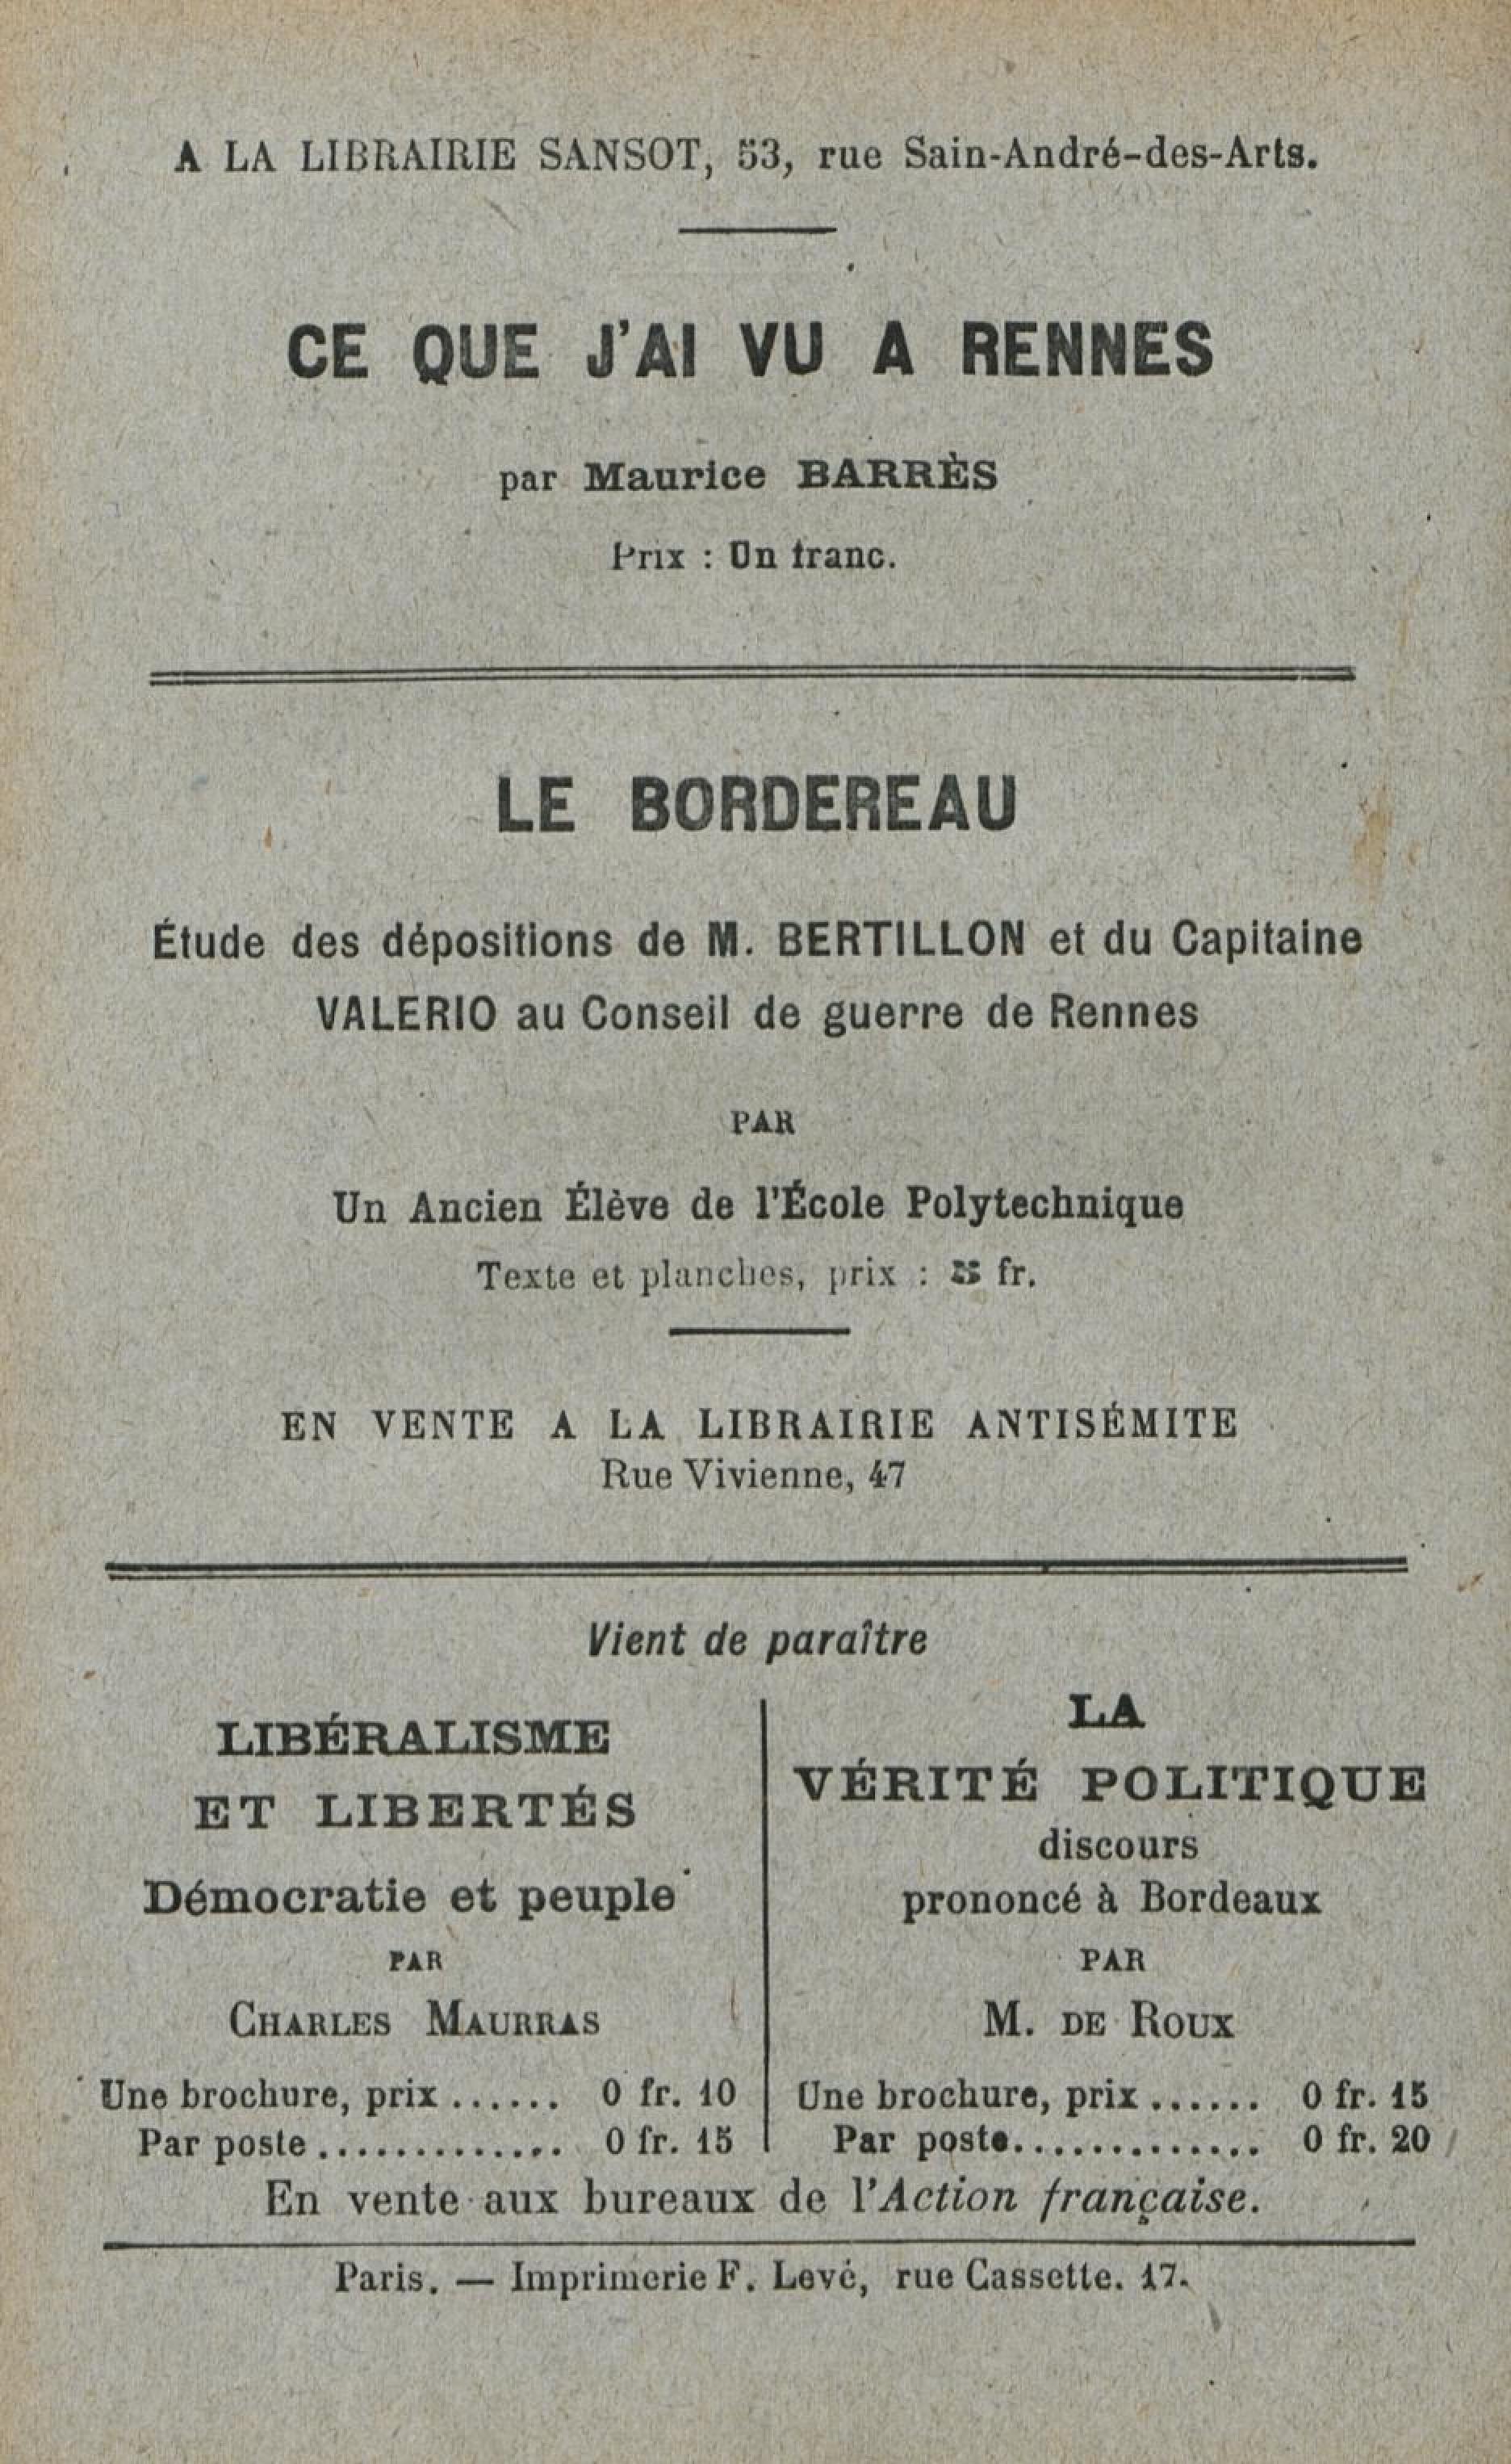 A LA LIBRAIRIE SANSOT, 53, rue Sain-André-des-Arts.
CE QUE J'AI VU A RENNES
par Maurice BARRÈS
Prix : Un franc.
LE BORDEREAU
Étude des dépositions de M. BERTILLON et du Capitaine
VALERIO au Conseil de guerre de Rennes
PAR
Un Ancien Élève de l'École Polytechnique
Texte et planches, prix : fr.
EN VENTE A LA LIBRAIRIE ANTISÉMITE
Rue Vivienne, 47
Vient de paraître
LIBÉRALISME
ET LIBERTÉS
Démocratie et peuple
PAR
CHARLES MAURRAS
Une brochure, prix ...... 0 fr. 10
Par poste ............. 0 fr. 15
LA
VÉRITÉ POLITIQUE
discours
prononcé à Bordeaux
PAR
M. DE ROUX
Une brochure, prix ...... 0 fr. 15
Par poste............. 0 fr. 20
En vente aux bureaux de l'Action française.
Paris. — Imprimerie F. Levé, rue Cassette. 17.